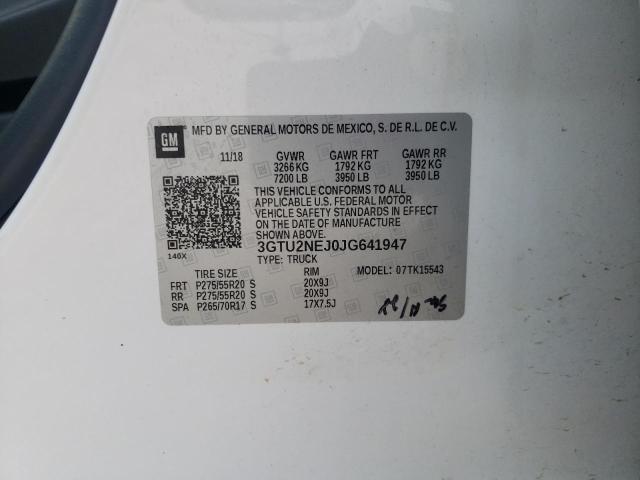 GM MFD BY GENERAL MOTORS DE MEXICO, S. DE R.L. DE C.V.
11/18 GVWR GAWR FRT GAWR RR
3266 KG 1792 KG 1792 KG
7200 LB 3950 LB 3950 LB
THIS VEHICLE CONFORMS TO ALL
APPLICABLE U.S. FEDERAL MOTOR
VEHICLE SAFETY STANDARDS IN EFFECT
ON THE DATE OF MANUFACTURE
SHOWN ABOVE.
140X 3GTU2NEJ0JG641947
TYPE: TRUCK MODEL: 07TK15543
TIRE SIZE RIM
FRT P275/55R20 S 20X9J
RR P275/55R20 S 20X9J
SPA P265/70R17 S 17X7.5J